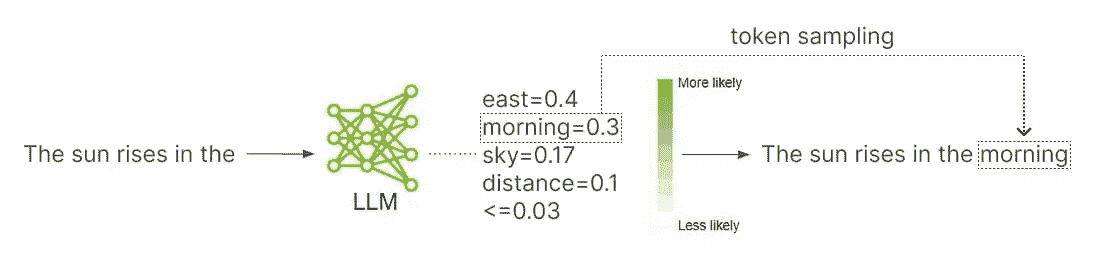 token sampling
The sun rises in the
LLM
east=0.4
morning=0.3
sky=0.17
distance=0.1
<=0.03
More likely
Less likely
The sun rises in the morning